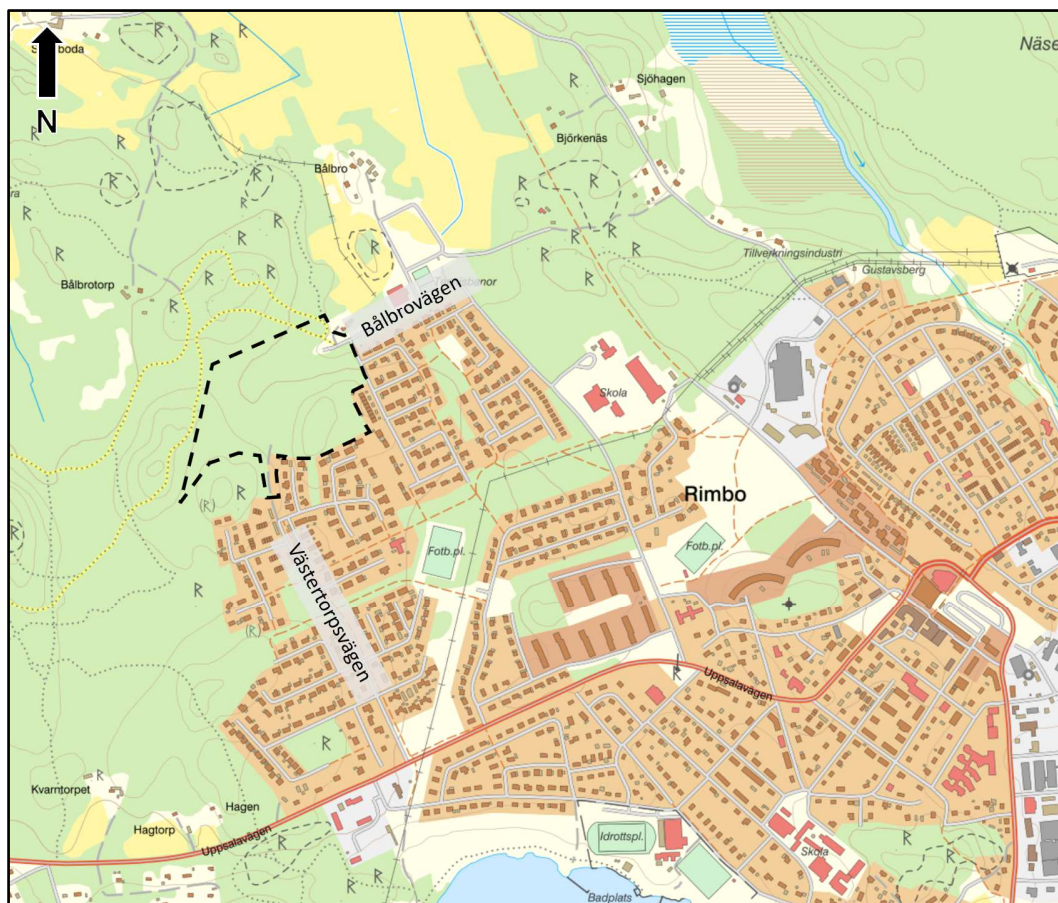 Näse
N
Sjöhagen
Björkenäs
Bålbro
Tillverkningsindustri
Gustavsberg
Bålbrotorp
Bålbrovägen
Skola
Rimbo
(R)
Fotb.pl.
Fotb.pl.
Västertorpsvägen
(R)
Uppsalavägen
Kvarntorpet
Hagen
Hagtorp
Uppsalavägen
Idrottspl.
Skola
Badplats